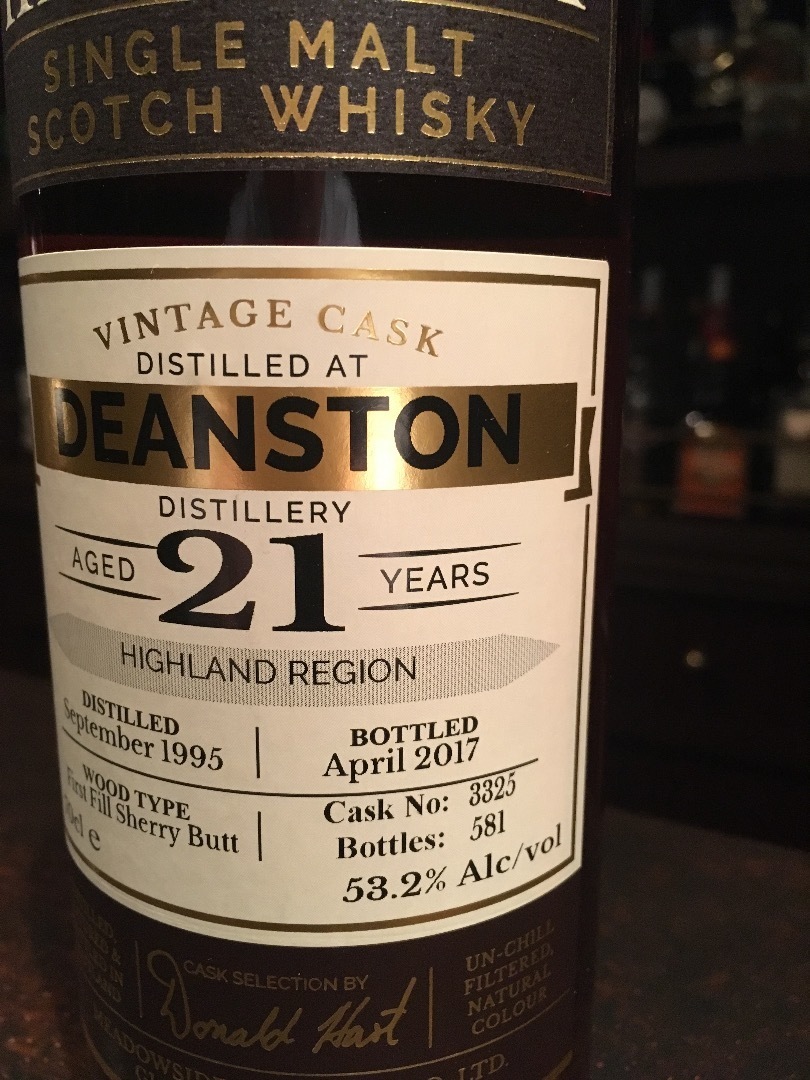 SINGLE MALT
SCOTCH WHISKY
VINTAGE CASK
DISTILLED AT
DEANSTON
DISTILLERY
AGED 21 YEARS
HIGHLAND REGION
DISTILLED
September 1995
BOTTLED
April 2017
WOOD TYPE
First Fill Sherry Butt
70cl e
Cask No: 3325
Bottles: 581
53.2% Alc/vol
CASK SELECTION BY
Donald Hart
UN-CHILL
FILTERED,
NATURAL
COLOUR
LTD.